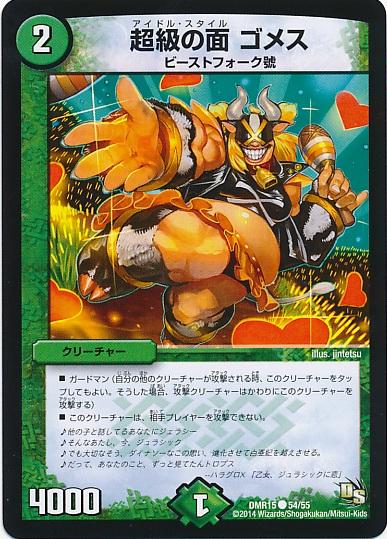 2
アイドル・スタイル
超級の面 ゴメス
ビーストフォーク號
illus. jintetsu
クリーチャー
■ ガードマン(自分の他のクリーチャーが攻撃される時、このクリーチャーをタッ
プしてもよい。そうした場合、攻撃クリーチャーはかわりにこのクリーチャーを
攻撃する)
■ このクリーチャーは、相手プレイヤーを攻撃できない。
♪他の子と話してるあなたにジェラシー
♪そんなあたし、今、ジュラシック
♪でも大切なそう、ダイナソーなこの思い、進化させて白亜紀を超えさせる。
♪だって、あなたのこと、ずっと見てたんトロプス
ーハラグロX 「乙女、ジュラシックに恋」
4000
1
DS
DMR15 ● 54/55
©2014 Wizards/Shogakukan/Mitsui-Kids